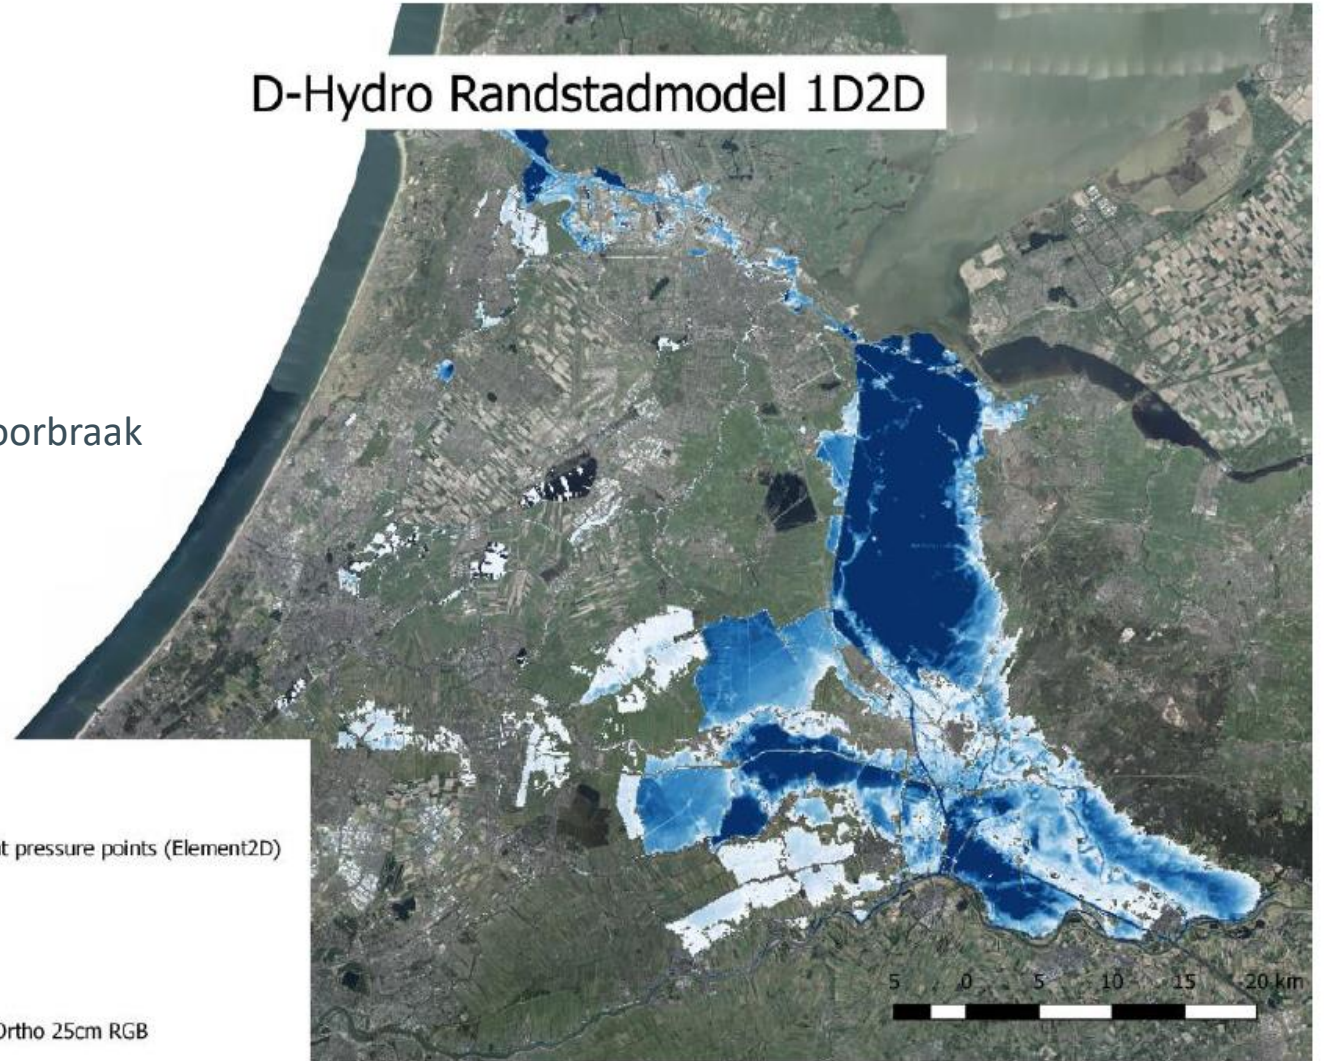 D-Hydro Randstadmodel 1D2D
oorbraak
t pressure points (Element2D)
5 0 5 10 15 20 km
Ortho 25cm RGB